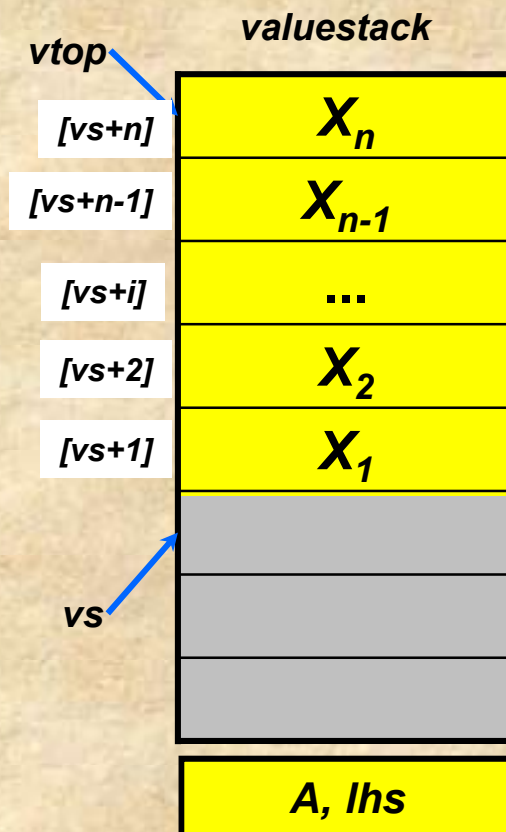 valuestack
vtop
[vs+n] Xn
[vs+n-1] Xn-1
[vs+i] ...
[vs+2] X2
[vs+1] X1
vs
A, lhs